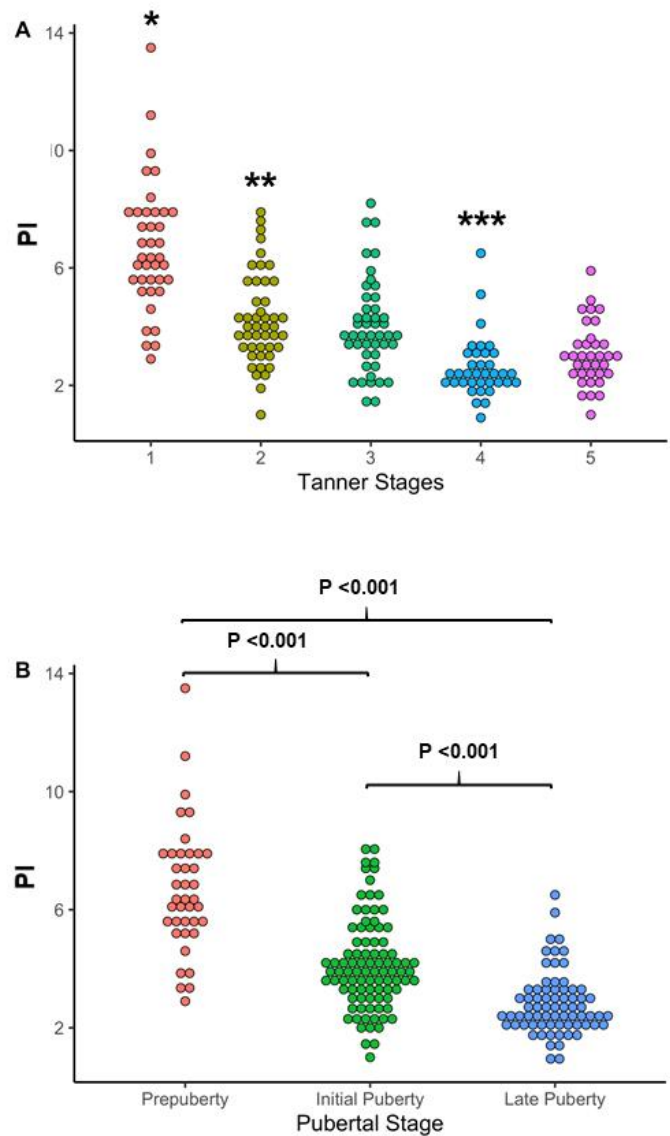 A
14
*
**
***
10
6
2
PI
1 2 3 4 5
Tanner Stages
P <0.001
P <0.001
B
14
P <0.001
10
6
2
PI
Prepuberty Initial Puberty Late Puberty
Pubertal Stage